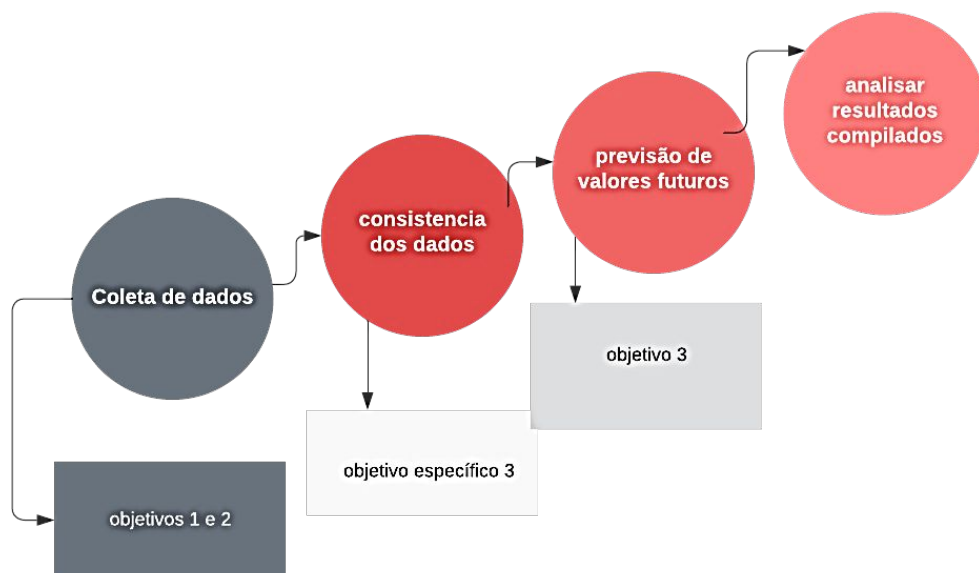 Coleta de dados
consistencia
dos dados
previsão de
valores futuros
analisar
resultados
compilados
objetivos 1 e 2
objetivo específico 3
objetivo 3